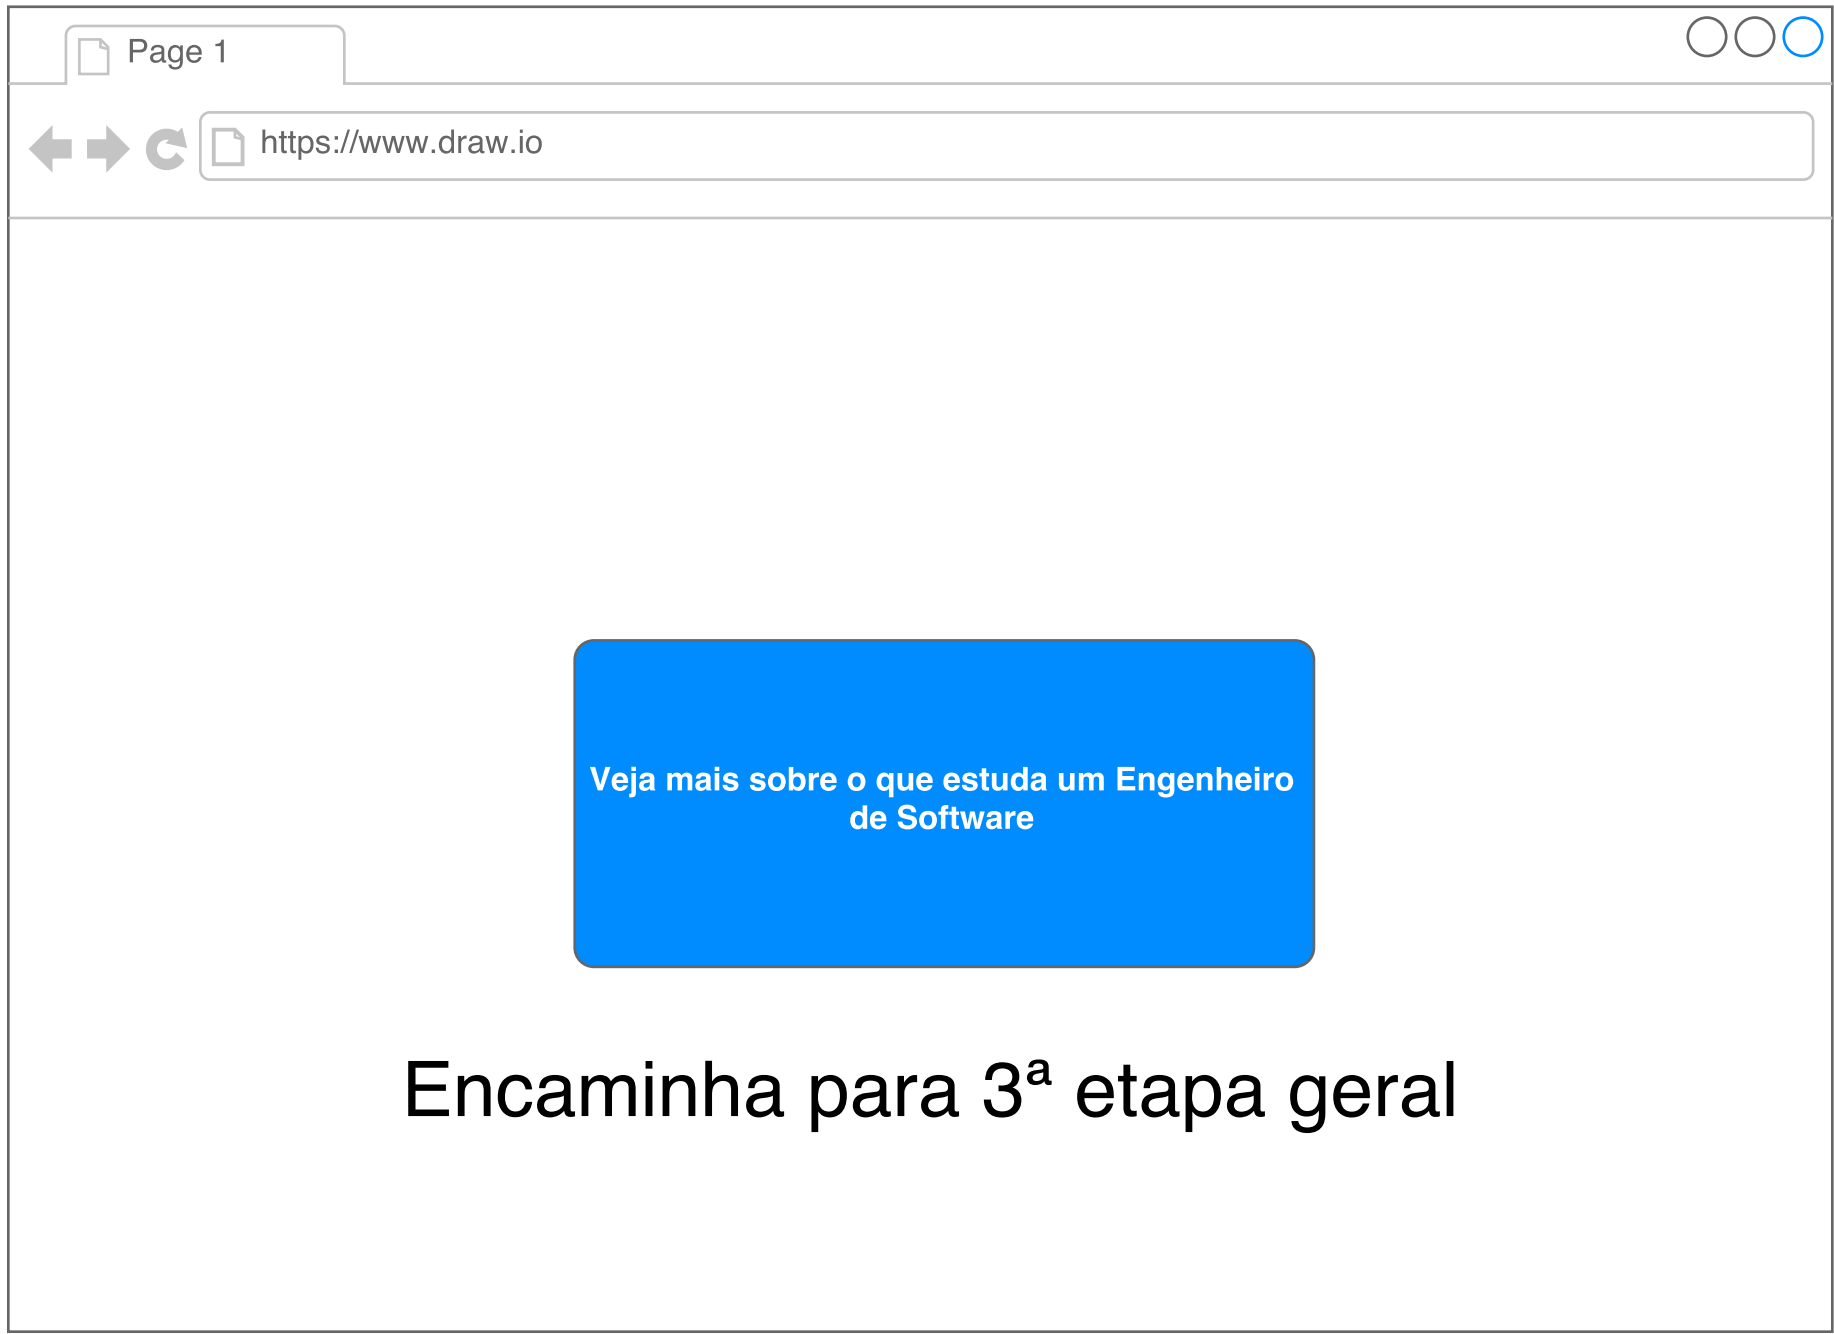 Page 1
https://www.draw.io
Veja mais sobre o que estuda um Engenheiro
de Software
Encaminha para 3ª etapa geral